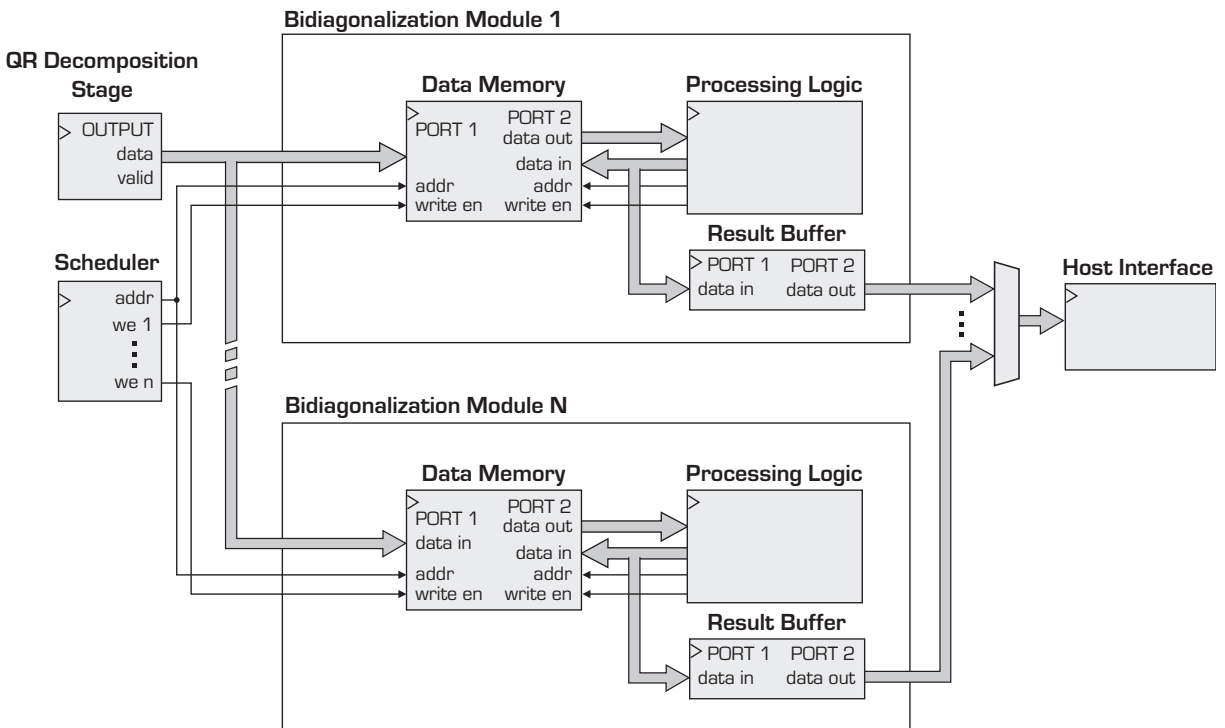 Bidiagonalization Module 1
QR Decomposition
Stage
OUTPUT
data
valid
Data Memory
PORT 1
PORT 2
data out
data in
addr
write en
addr
write en
Processing Logic
Result Buffer
PORT 1
PORT 2
data in
data out
Scheduler
addr
we 1
we n
Host Interface
Bidiagonalization Module N
Data Memory
PORT 1
PORT 2
data out
data in
data in
addr
addr
write en
write en
Processing Logic
Result Buffer
PORT 1
PORT 2
data in
data out